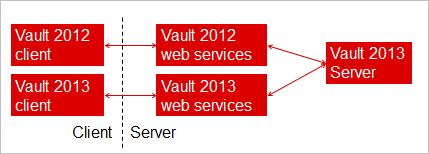 Vault 2012
client
Vault 2012
web services
Vault 2013
Server
Vault 2013
client
Vault 2013
web services
Client
Server